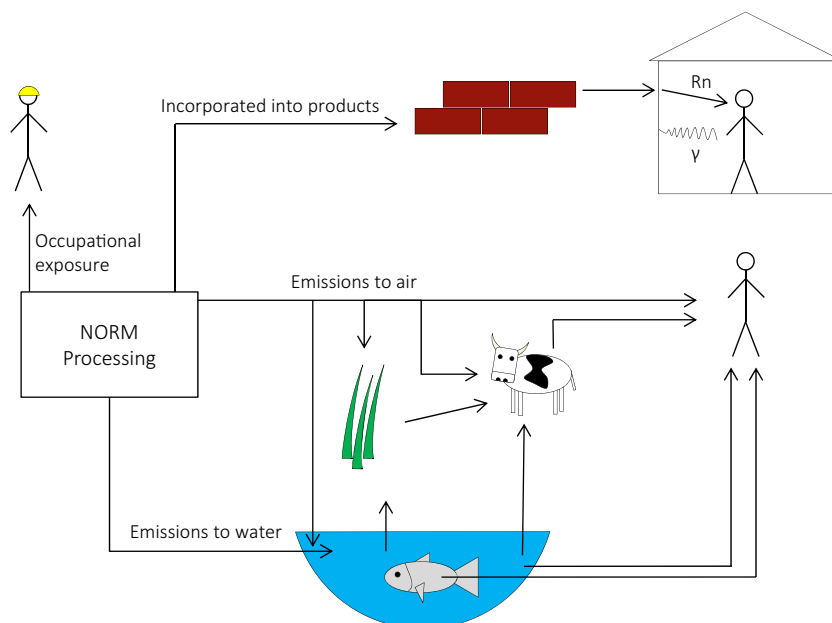 Rn
Incorporated into products
γ
Occupational
exposure
Emissions to air
NORM
Processing
Emissions to water